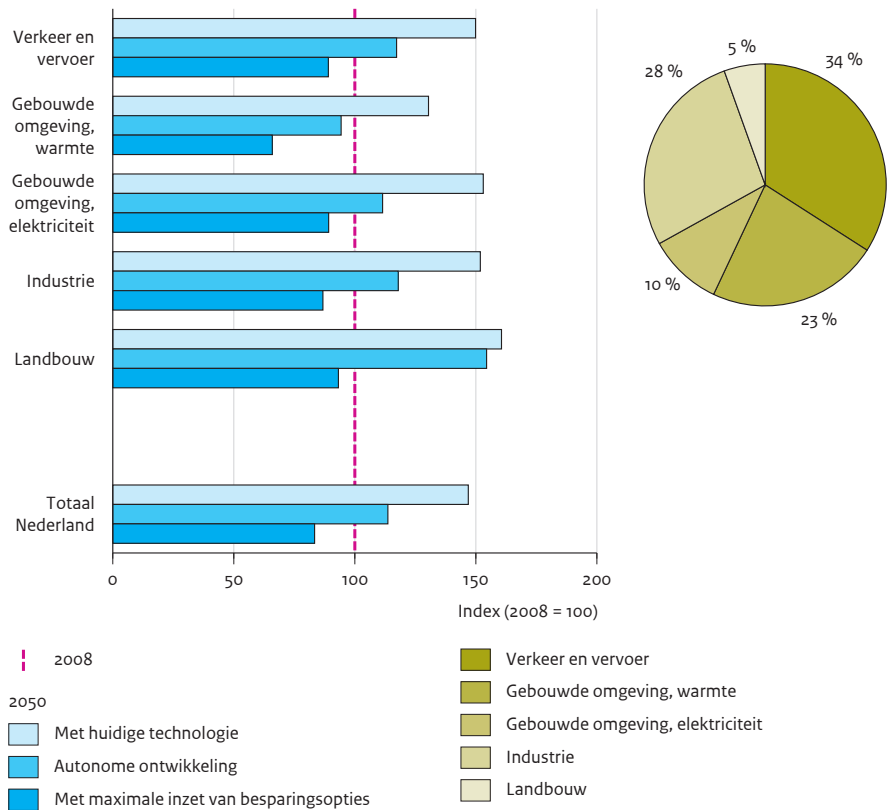 Verkeer en
vervoer
Gebouwde
omgeving,
warmte
Gebouwde
omgeving,
elektriciteit
Industrie
Landbouw
Totaal
Nederland
0
50
100
150
200
Index (2008 = 100)
5 %
34 %
28 %
10 %
23 %
2008
2050
Met huidige technologie
Autonome ontwikkeling
Met maximale inzet van besparingsopties
Verkeer en vervoer
Gebouwde omgeving, warmte
Gebouwde omgeving, elektriciteit
Industrie
Landbouw